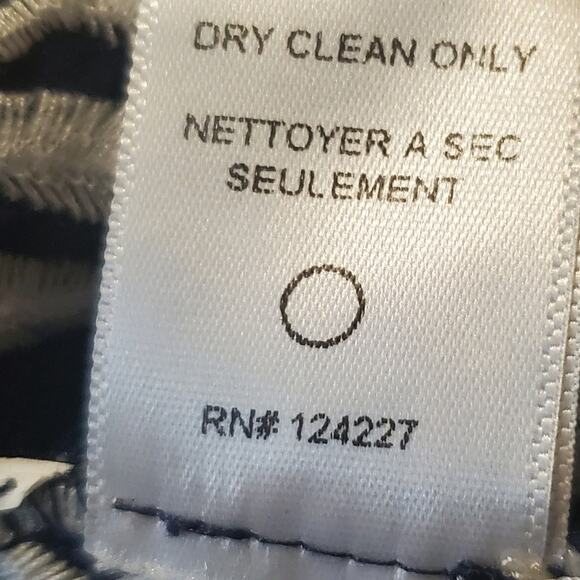 DRY CLEAN ONLY
NETTOYER A SEC
SEULEMENT
RN# 124227